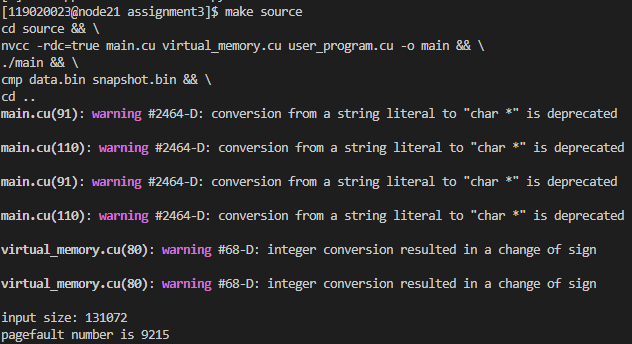 [119020023@node21 assignment3]$ make source
cd source && \
nvcc -rdc=true main.cu virtual_memory.cu user_program.cu -o main && \
./main && \
cmp data.bin snapshot.bin && \
cd ..
main.cu(91): warning #2464-D: conversion from a string literal to "char *" is deprecated
main.cu(110): warning #2464-D: conversion from a string literal to "char *" is deprecated
main.cu(91): warning #2464-D: conversion from a string literal to "char *" is deprecated
main.cu(110): warning #2464-D: conversion from a string literal to "char *" is deprecated
virtual_memory.cu(80): warning #68-D: integer conversion resulted in a change of sign
virtual_memory.cu(80): warning #68-D: integer conversion resulted in a change of sign
input size: 131072
pagefault number is 9215